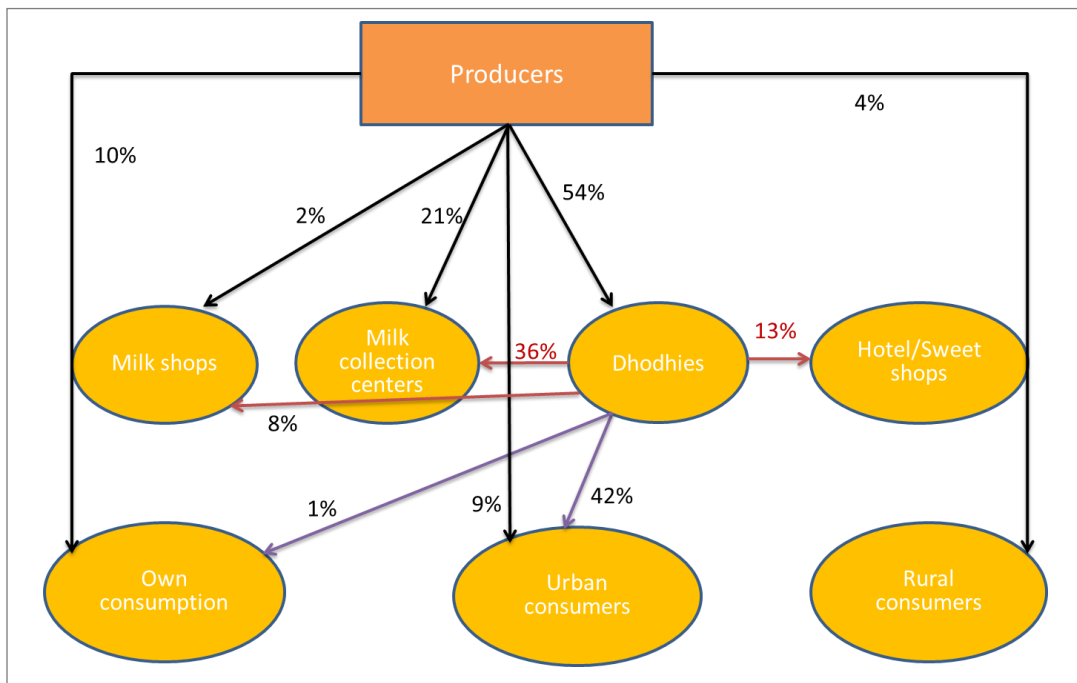 Producers
4%
10%
54%
2%
21%
13%
36%
Milk shops
Milk
collection
centers
Dhodhies
Hotel/Sweet
shops
8%
1%
9%
42%
Own
consumption
Urban
consumers
Rural
consumers